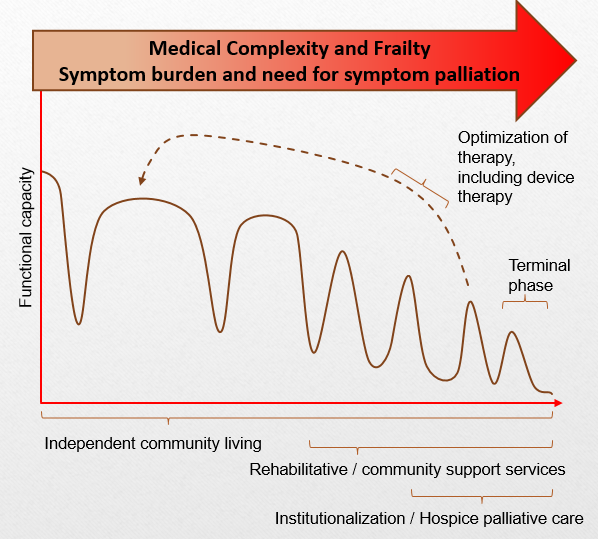 Medical Complexity and Frailty
Symptom burden and need for symptom palliation
Optimization of
therapy,
including device
therapy
Functional capacity
Terminal
phase
Independent community living
Rehabilitative / community support services
Institutionalization / Hospice palliative care